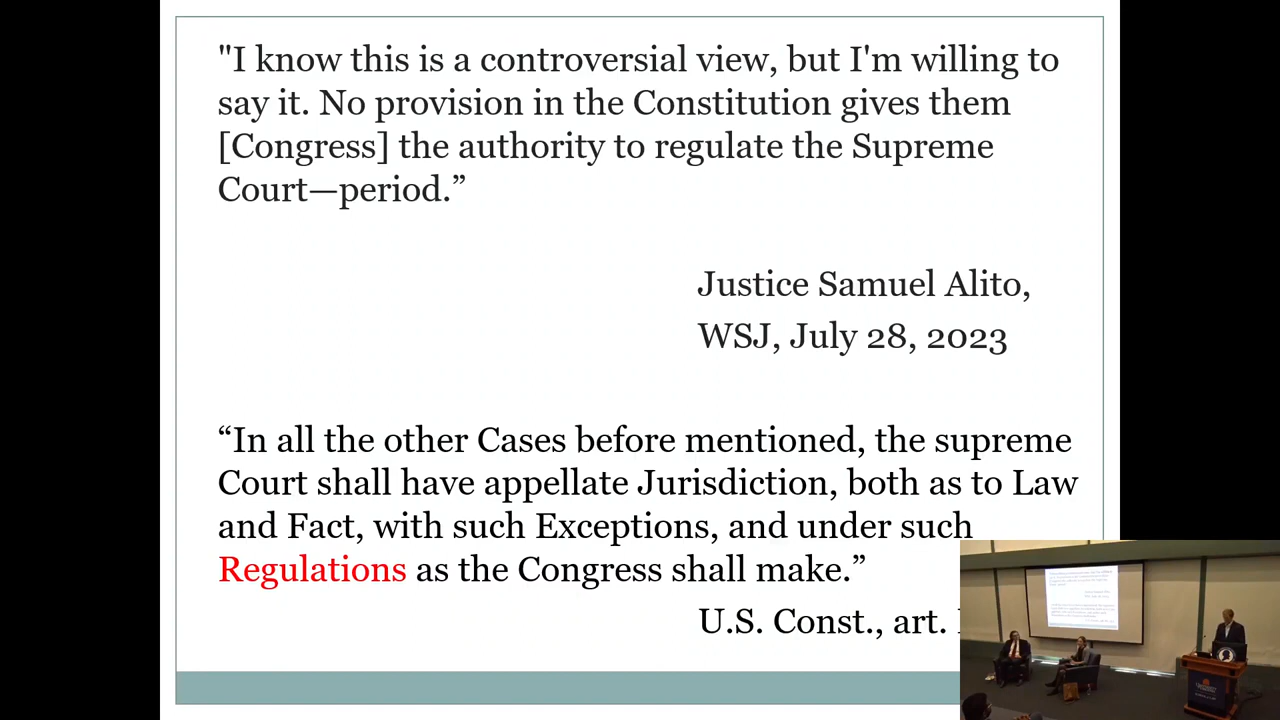 "I know this is a controversial view, but I'm willing to
say it. No provision in the Constitution gives them
[Congress] the authority to regulate the Supreme
Court—period.”
Justice Samuel Alito,
WSJ, July 28, 2023
“In all the other Cases before mentioned, the supreme
Court shall have appellate Jurisdiction, both as to Law
and Fact, with such Exceptions, and under such
Regulations as the Congress shall make.”
U.S. Const., art.